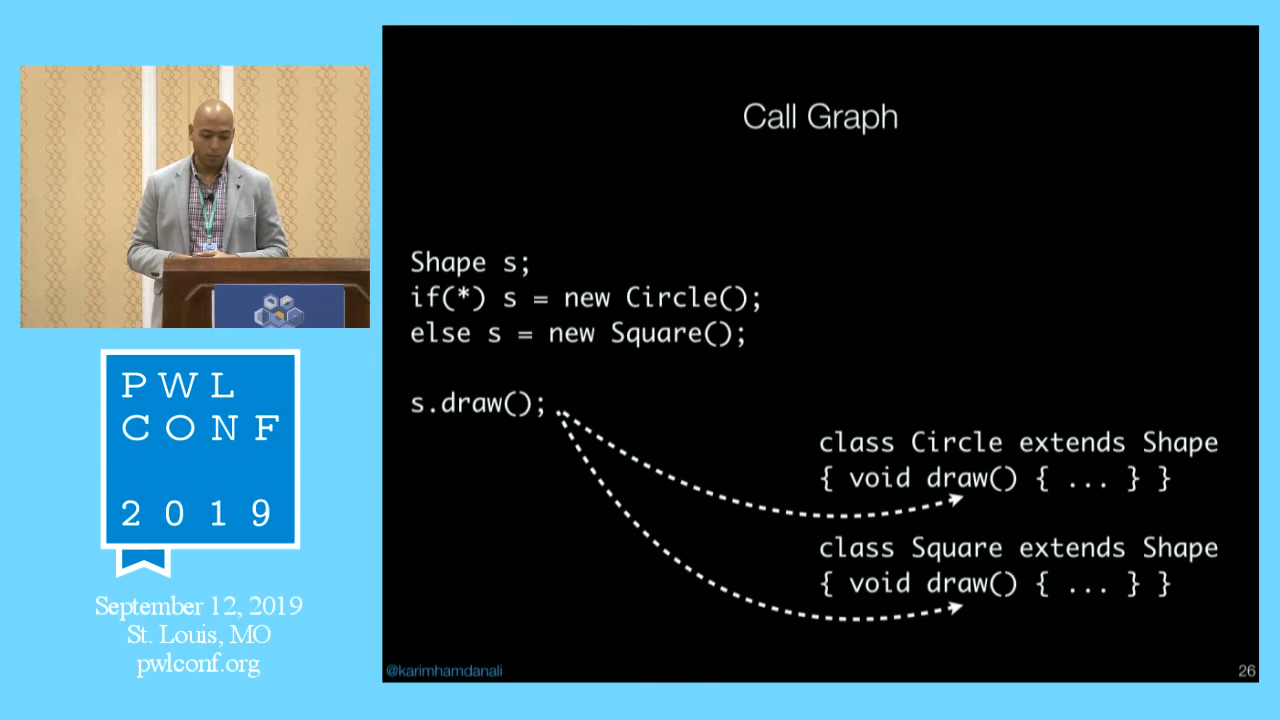 PWL
CONF
2019
September 12, 2019
St. Louis, MO
pwlconf.org
Call Graph
Shape s;
if(*) s = new Circle();
else s = new Square();
s.draw();
class Circle extends Shape
{ void draw() { ... } }
class Square extends Shape
{ void draw() { ... } }
@karimhamdanali
26